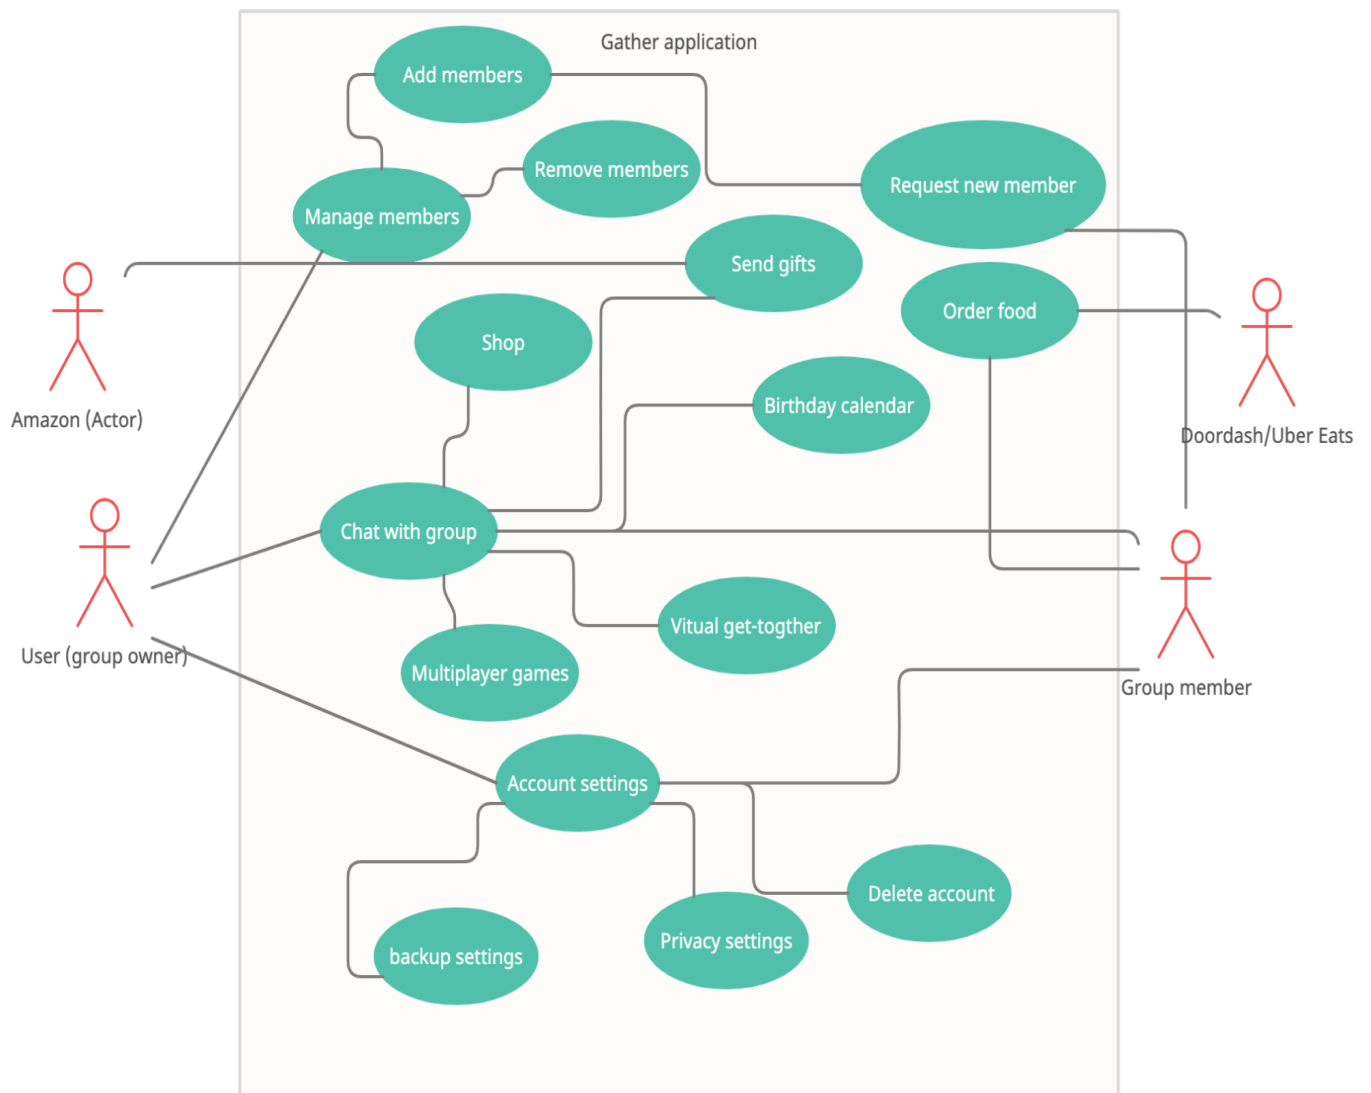 Gather application
Add members
Remove members
Request new member
Manage members
Send gifts
Order food
Shop
Amazon (Actor)
Birthday calendar
Doordash/Uber Eats
Chat with group
Vitual get-togther
User (group owner)
Multiplayer games
Group member
Account settings
Delete account
Privacy settings
backup settings